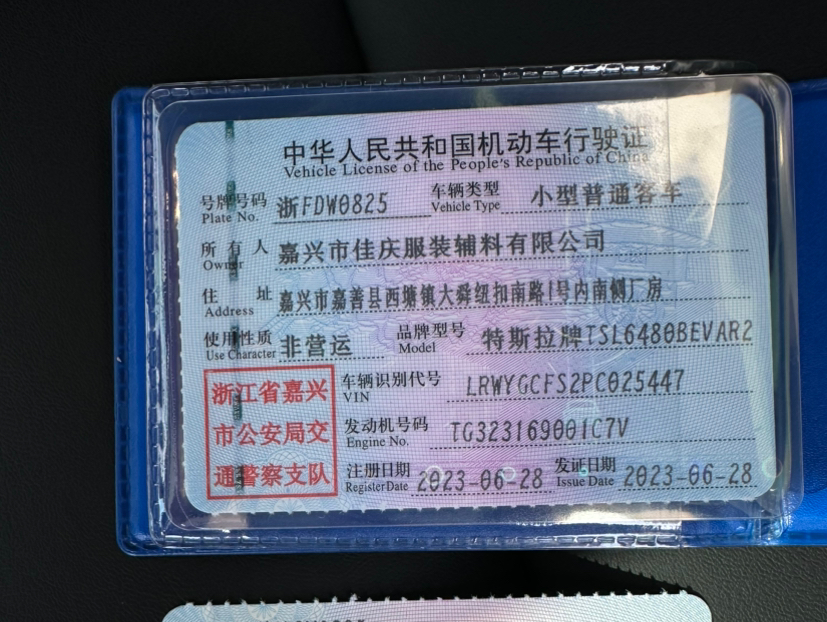 中华人民共和国机动车行驶证
Vehicle License of the People's Republic of China
号牌号码 浙FDW0825 车辆类型 小型普通客车
Plate No. Vehicle Type
所有人 嘉兴市佳庆服装辅料有限公司
Owner
住址 嘉兴市嘉善县西塘镇大舜纽扣南路1号内南侧厂房
Address
使用性质 非营运 品牌型号 特斯拉牌TSL6480BEVAR2
Use Character Model
浙江省嘉兴
市公安局交
通警察支队
车辆识别代号 LRWYGCFS2PC025447
VIN
发动机号码 TG323169001C7V
Engine No.
注册日期 2023-06-28 发证日期 2023-06-28
Register Date Issue Date